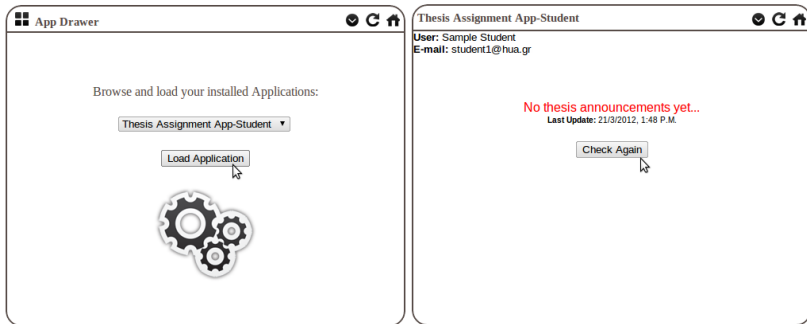 App Drawer
Browse and load your installed Applications:
Thesis Assignment App-Student
Load Application
Thesis Assignment App-Student
User: Sample Student
E-mail: student1@hua.gr
No thesis announcements yet...
Last Update: 21/3/2012, 1:48 P.M.
Check Again